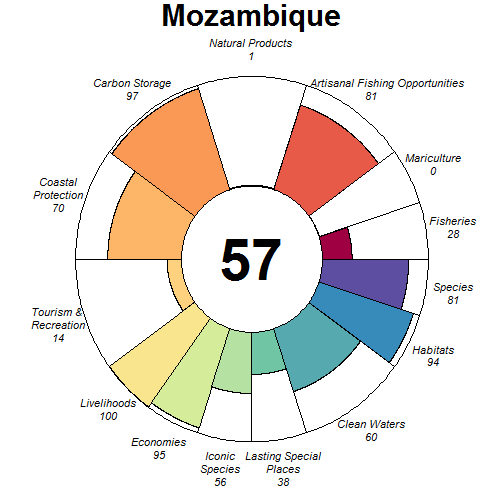 Mozambique
Natural Products
1
Carbon Storage
97
Artisanal Fishing Opportunities
81
Mariculture
0
Coastal
Protection
70
Fisheries
28
57
Species
81
Tourism &
Recreation
14
Habitats
94
Livelihoods
100
Clean Waters
60
Economies
95
Iconic
Species
56
Lasting Special
Places
38